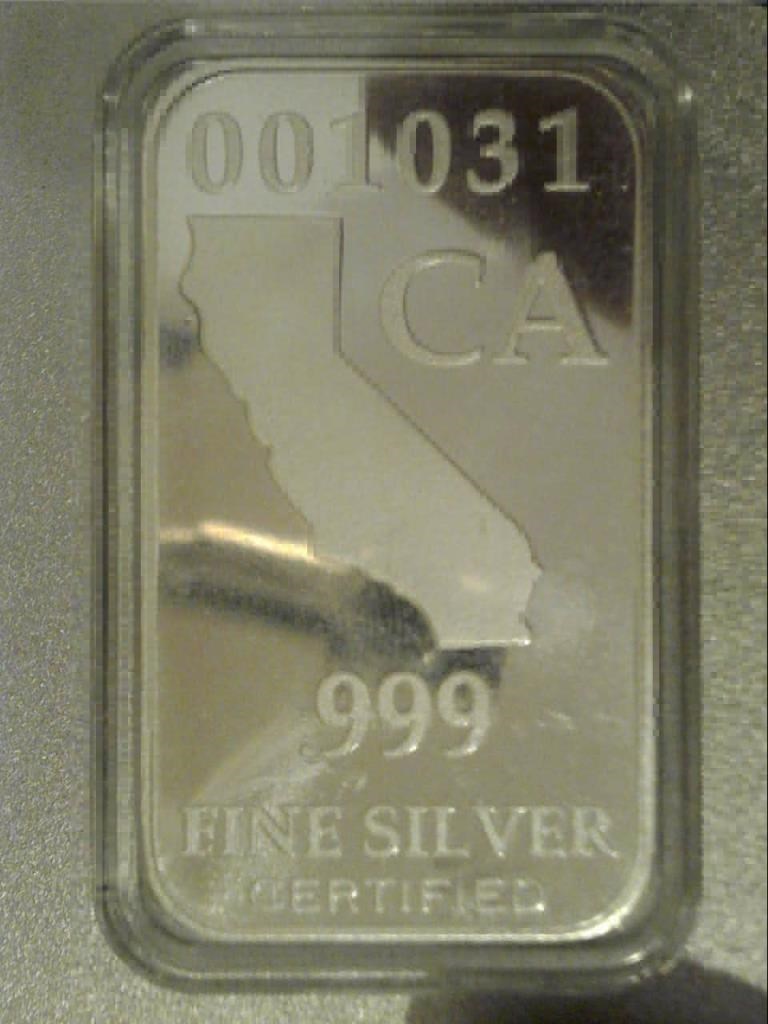 001031
CA
.999
FINE SILVER
CERTIFIED